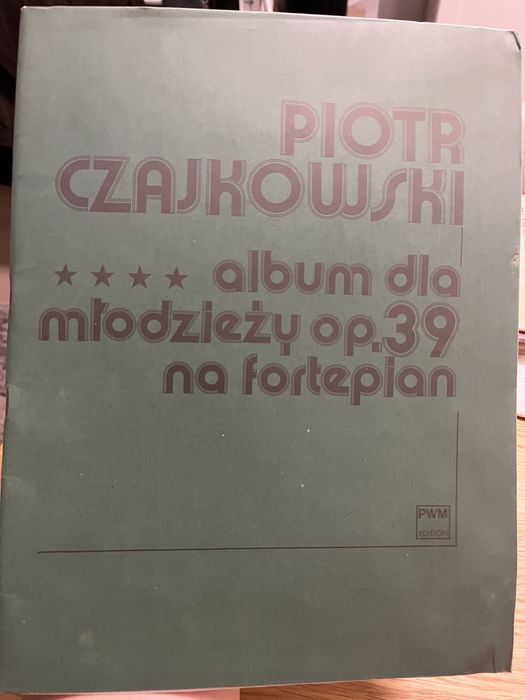 PIOTR
CZAJKOWSKI
★★★★ album dla
młodzieży op.39
na fortepian
PWM
EDITION